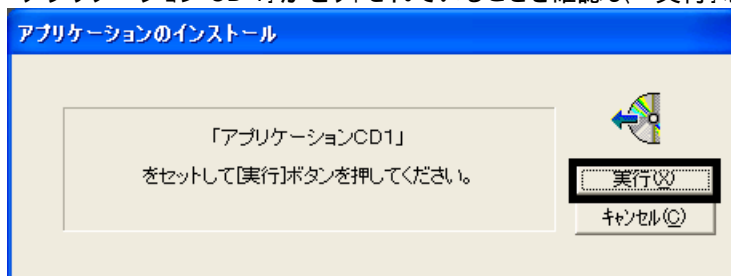 アプリケーションのインストール
「アプリケーションCD1」
をセットして[実行]ボタンを押してください。
実行(X)
キャンセル(C)